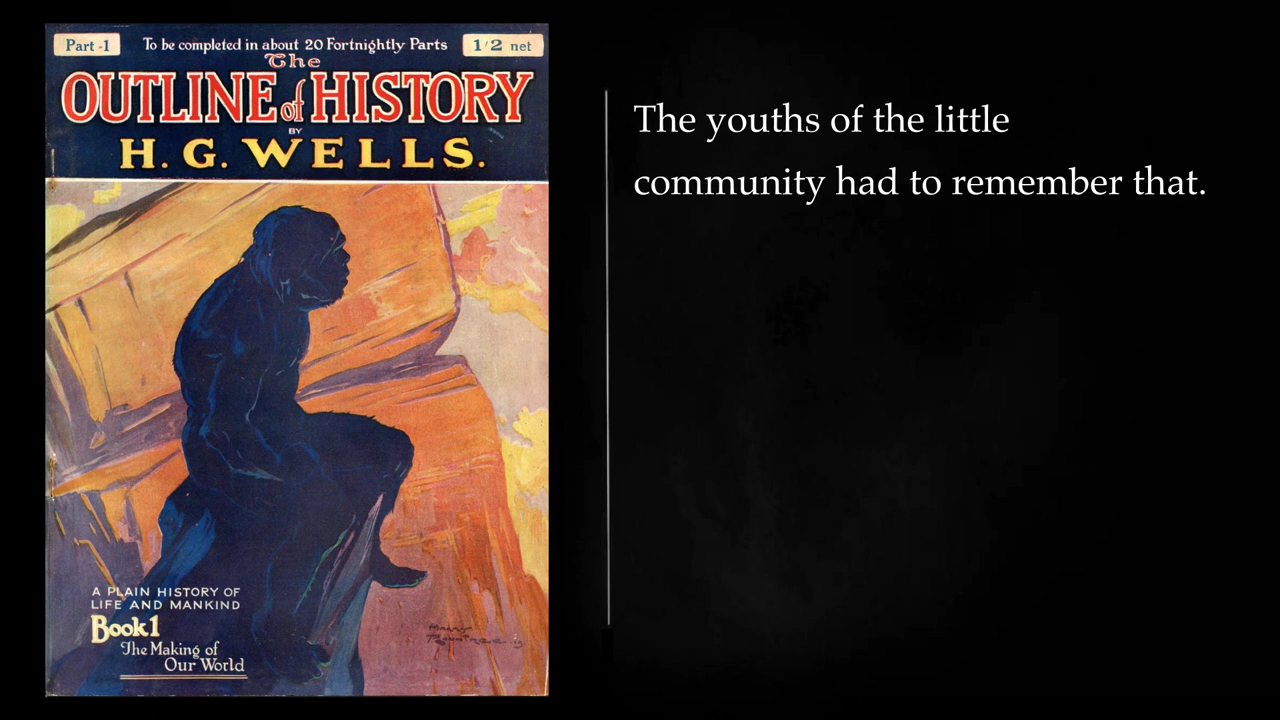 Part -1
To be completed in about 20 Fortnightly Parts
1/2 net
The
OUTLINE of HISTORY
BY
H. G. WELLS.
A PLAIN HISTORY OF
LIFE AND MANKIND
Book 1
The Making of
Our World
The youths of the little
community had to remember that.